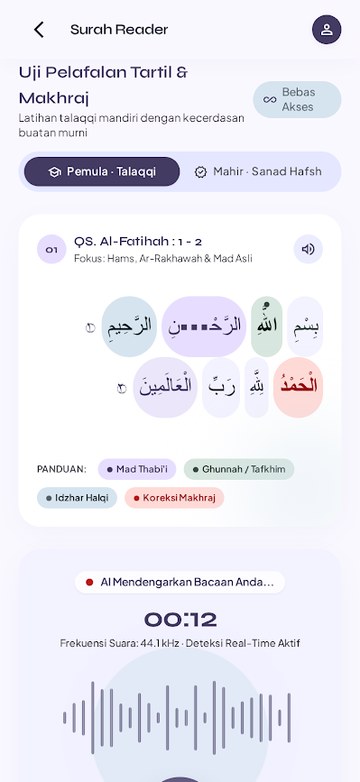 Surah Reader
Uji Pelafalan Tartil &
Makhraj
Bebas
Akses
Latihan talaqqi mandiri dengan kecerdasan
buatan murni
Pemula · Talaqqi
Mahir · Sanad Hafsh
01
QS. Al-Fatihah : 1 - 2
Fokus: Hams, Ar-Rakhawah & Mad Asli
بِسْمِ اللَّهِ الرَّحْـ▪▪▪ـنِ الرَّحِيمِ ١
الْحَمْدُ لِلَّهِ رَبِّ الْعَالَمِينَ ٢
PANDUAN:
Mad Thabi'i
Ghunnah / Tafkhim
Idzhar Halqi
Koreksi Makhraj
AI Mendengarkan Bacaan Anda...
00:12
Frekuensi Suara: 44.1 kHz · Deteksi Real-Time Aktif